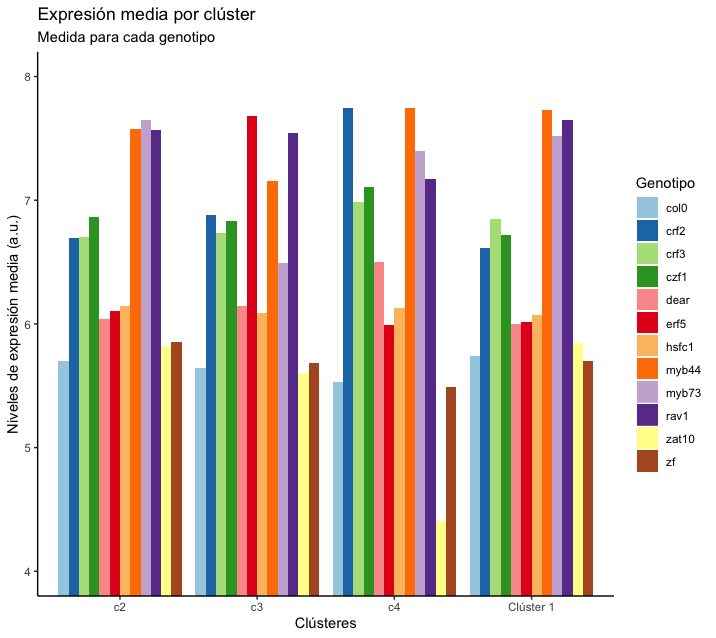 Expresión media por clúster
Medida para cada genotipo
Niveles de expresión media (a.u.)
8
7
6
5
4
c2
c3
c4
Clúster 1
Clústeres
Genotipo
col0
crf2
crf3
czf1
dear
erf5
hsfc1
myb44
myb73
rav1
zat10
zf